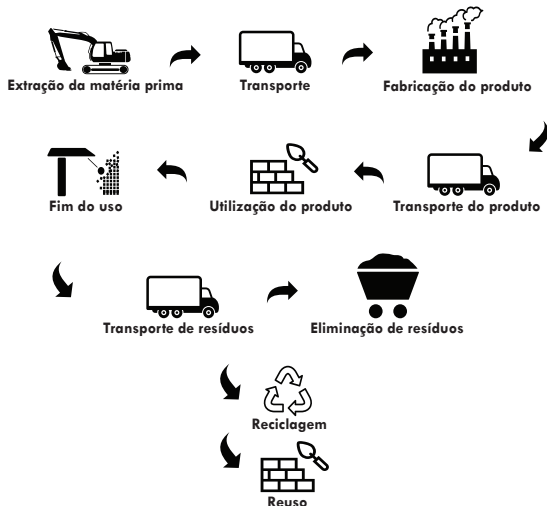 Extração da matéria prima
Transporte
Fabricação do produto
Transporte do produto
Utilização do produto
Fim do uso
Transporte de resíduos
Eliminação de resíduos
Reciclagem
Reuso